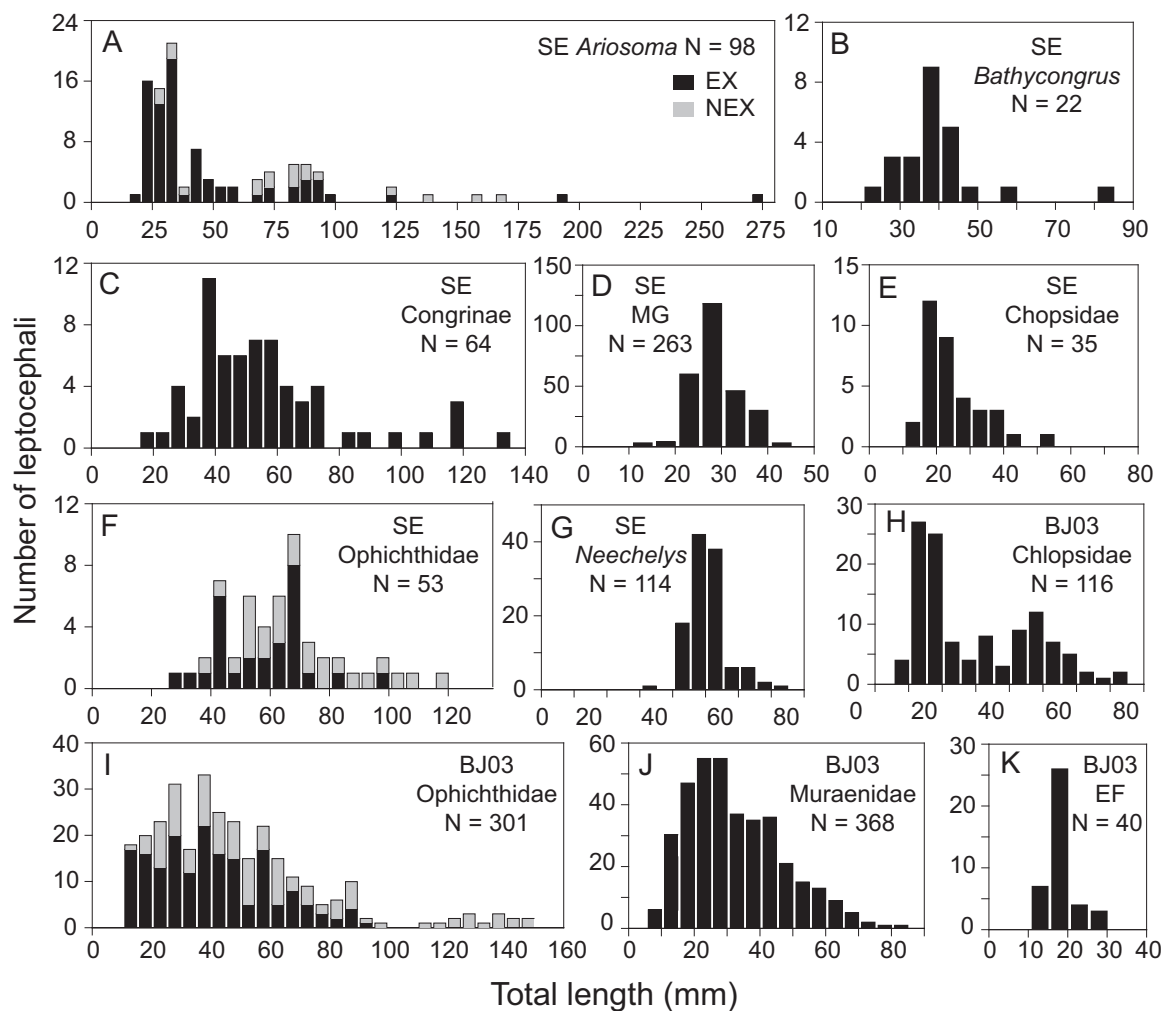 Number of leptocephali
A
SE Ariosoma N = 98
EX
NEX
24
16
8
0
0 25 50 75 100 125 150 175 200 225 250 275
B
SE
Bathycongrus
N = 22
12
8
4
0
10 30 50 70 90
C
SE
Congrinae
N = 64
12
8
4
0
0 20 40 60 80 100 120 140
D
SE
MG
N = 263
150
125
100
75
50
25
0
0 10 20 30 40 50
E
SE
Chopsidae
N = 35
15
10
5
0
0 20 40 60 80
F
SE
Ophichthidae
N = 53
12
8
4
0
0 20 40 60 80 100 120
G
SE
Neechelys
N = 114
40
20
0
0 20 40 60 80
H
BJ03
Chlopsidae
N = 116
30
20
10
0
0 20 40 60 80
I
BJ03
Ophichthidae
N = 301
40
30
20
10
0
0 20 40 60 80 100 120 140 160
J
BJ03
Muraenidae
N = 368
60
40
20
0
0 20 40 60 80
K
BJ03
EF
N = 40
30
20
10
0
0 10 20 30 40
Total length (mm)